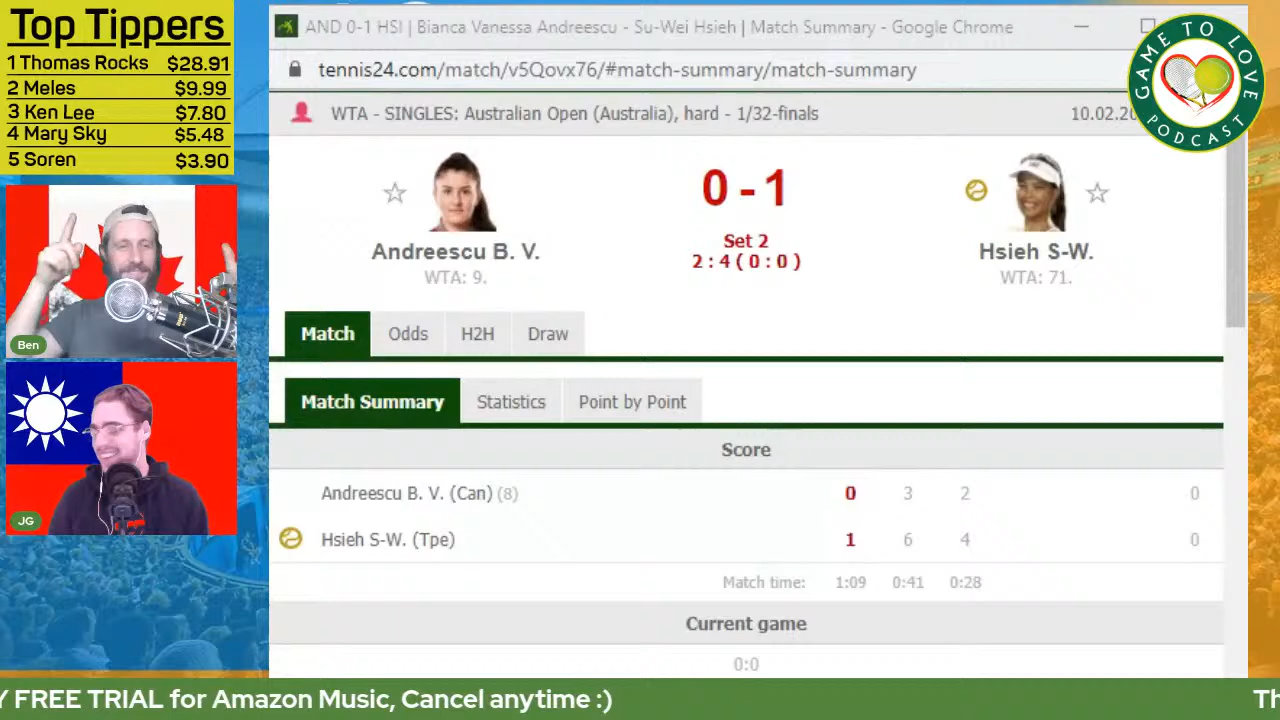 Top Tippers
1 Thomas Rocks $28.91
2 Meles $9.99
3 Ken Lee $7.80
4 Mary Sky $5.48
5 Soren $3.90
Ben
JG
AND 0-1 HSI | Bianca Vanessa Andreescu - Su-Wei Hsieh | Match Summary - Google Chrome
tennis24.com/match/v5Qovx76/#match-summary/match-summary
GAME TO LOVE
PODCAST
WTA - SINGLES: Australian Open (Australia), hard - 1/32-finals 10.02.20
0 - 1
Set 2
2 : 4 ( 0 : 0 )
Andreescu B. V.
WTA: 9.
Hsieh S-W.
WTA: 71.
Match Odds H2H Draw
Match Summary Statistics Point by Point
Score
Andreescu B. V. (Can) (8) 0 3 2 0
Hsieh S-W. (Tpe) 1 6 4 0
Match time: 1:09 0:41 0:28
Current game
0:0
Y FREE TRIAL for Amazon Music, Cancel anytime :) Th